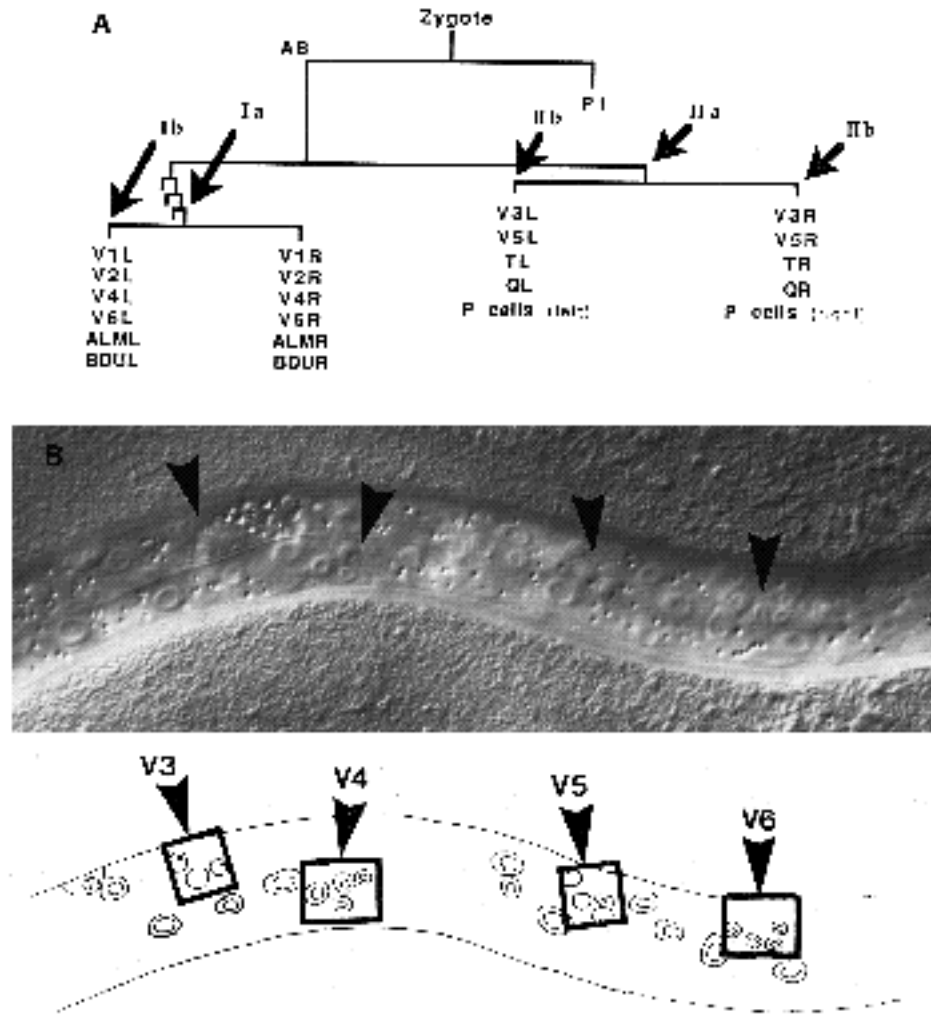 A
Zygote
AB
P1
Ia
IIb
IIa
IIb
V1L
V2L
V4L
V6L
ALML
BDUL
V1R
V2R
V4R
V6R
ALMR
BDUR
V3L
V5L
TL
QL
P cells (left)
V3R
V5R
TR
QR
P cells
B
V3
V4
V5
V6